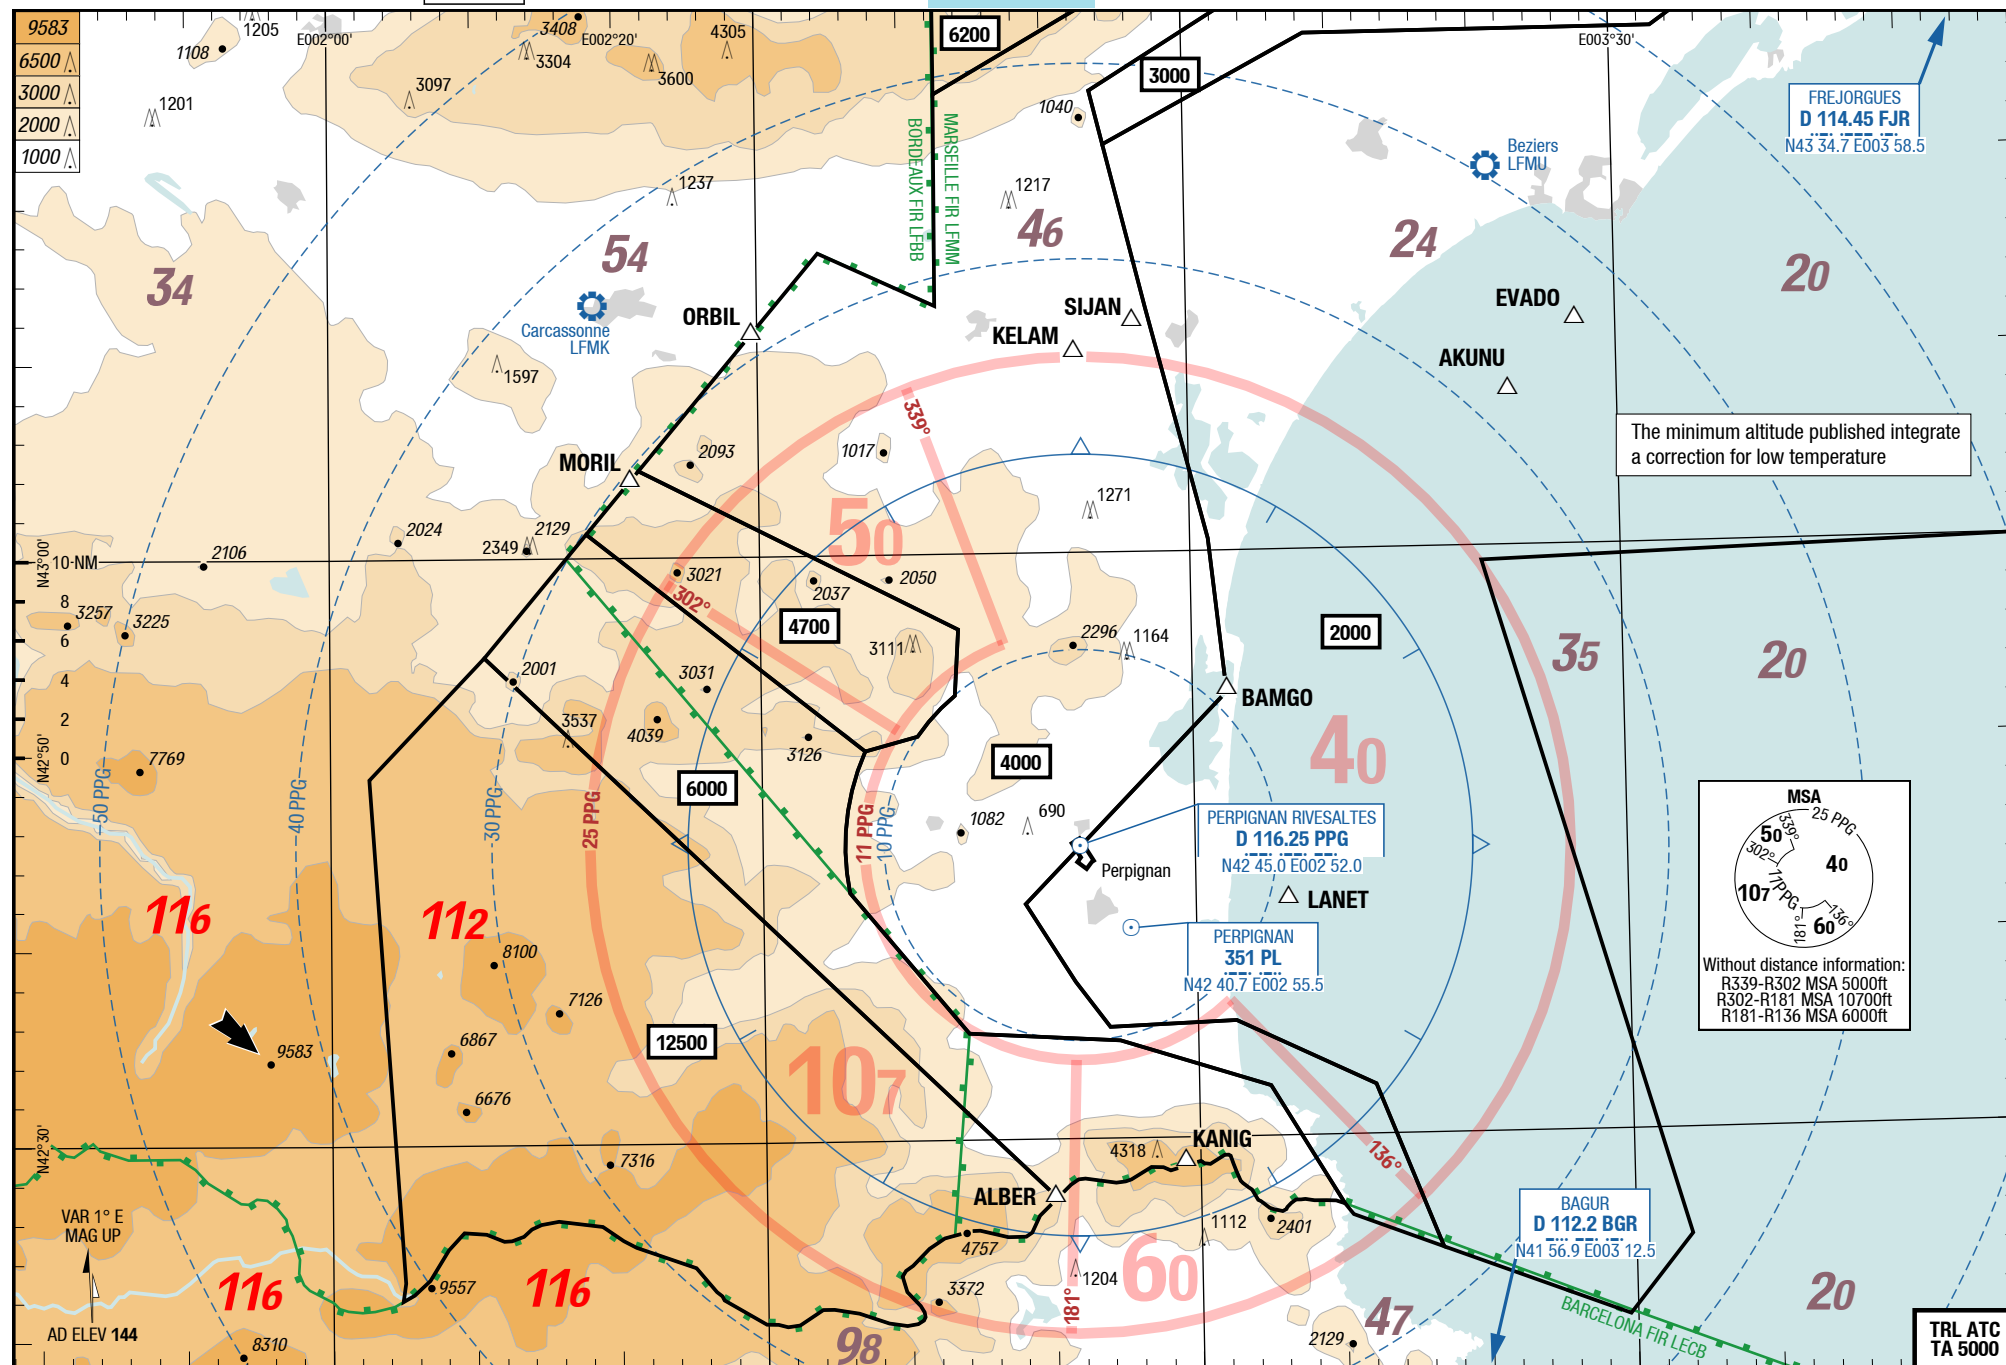 9583
6500
3000
2000
1000
1108
1205
E002°00'
3408
E002°20'
3304
3600
4305
6200
3000
E003°30'
FREJORGUES
D 114.45 FJR
N43 34.7 E003 58.5
1201
3097
1040
Beziers
LFMU
1237
BORDEAUX FIR LFBB
MARSEILLE FIR LFMM
1217
34
54
46
24
20
Carcassonne
LFMK
ORBIL
SIJAN
KELAM
EVADO
AKUNU
1597
339°
The minimum altitude published integrate
a correction for low temperature
MORIL
2093
1017
1271
50
2024
2349
2129
2106
N43°00'
10 NM
8
6
4
2
0
N42°50'
3257
3225
3021
302°
2037
2050
4700
3111
2296
1164
2000
35
20
2001
3031
BAMGO
3537
4039
3126
4000
40
7769
50 PPG
40 PPG
30 PPG
25 PPG
6000
11 PPG
10 PPG
1082
690
PERPIGNAN RIVESALTES
D 116.25 PPG
N42 45.0 E002 52.0
Perpignan
LANET
MSA
25 PPG
339°
50
302°
40
107
11PPG
181°
60
136°
Without distance information:
R339-R302 MSA 5000ft
R302-R181 MSA 10700ft
R181-R136 MSA 6000ft
116
112
PERPIGNAN
351 PL
N42 40.7 E002 55.5
8100
7126
9583
6867
12500
107
6676
N42°30'
7316
4318
KANIG
136°
ALBER
VAR 1° E
MAG UP
4757
1112
2401
BAGUR
D 112.2 BGR
N41 56.9 E003 12.5
116
9557
116
3372
181°
1204
60
20
AD ELEV 144
8310
98
2129
47
BARCELONA FIR LECB
TRL ATC
TA 5000